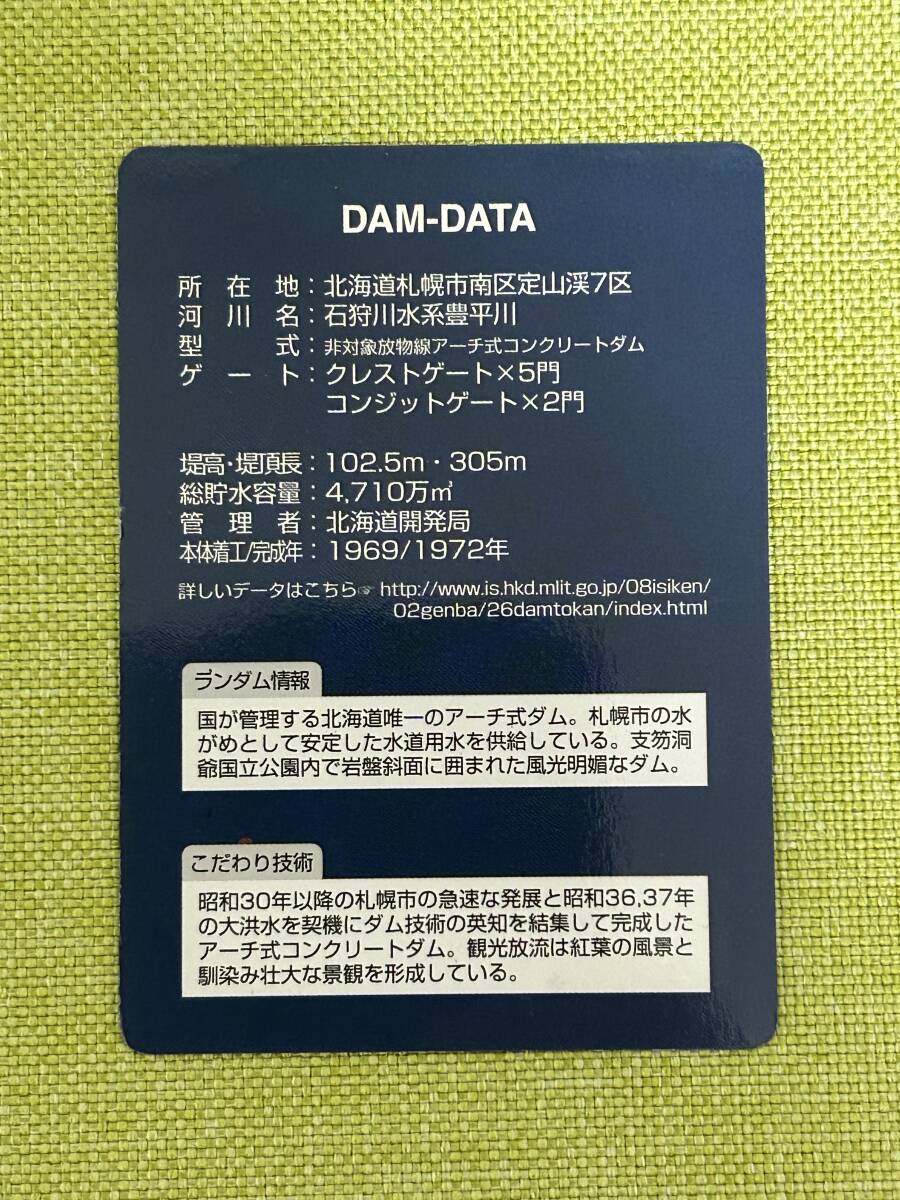 DAM-DATA
所在地：北海道札幌市南区定山渓7区
河川名：石狩川水系豊平川
型式：非対象放物線アーチ式コンクリートダム
ゲート：クレストゲート×5門
コンジットゲート×2門
堤高・堤頂長：102.5m・305m
総貯水容量：4,710万㎥
管理者：北海道開発局
本体着工/完成年：1969/1972年
詳しいデータはこちら☞ http://www.is.hkd.mlit.go.jp/08isiken/
02genba/26damtokan/index.html
ランダム情報
国が管理する北海道唯一のアーチ式ダム。札幌市の水
がめとして安定した水道用水を供給している。支笏洞
爺国立公園内で岩盤斜面に囲まれた風光明媚なダム。
こだわり技術
昭和30年以降の札幌市の急速な発展と昭和36,37年
の大洪水を契機にダム技術の英知を結集して完成した
アーチ式コンクリートダム。観光放流は紅葉の風景と
馴染み壮大な景観を形成している。